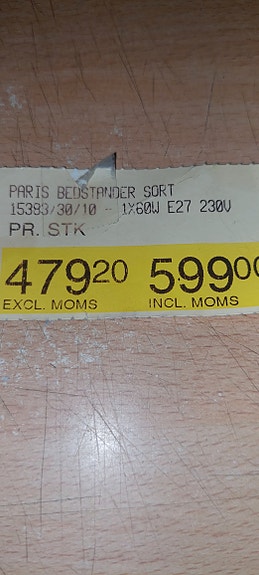 PARIS BEDSTANDER SORT
15383/30/10 - 1X60W E27 230V
PR. STK
47920 59900
EXCL. MOMS INCL. MOMS